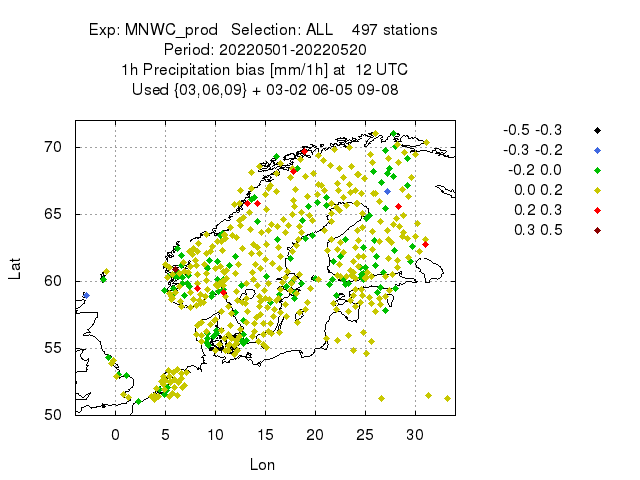 Exp: MNWC_prod Selection: ALL 497 stations
Period: 20220501-20220520
1h Precipitation bias [mm/1h] at 12 UTC
Used {03,06,09} + 03-02 06-05 09-08
-0.5 -0.3
-0.3 -0.2
-0.2 0.0
0.0 0.2
0.2 0.3
0.3 0.5
70
65
60
55
50
Lat
0 5 10 15 20 25 30
Lon